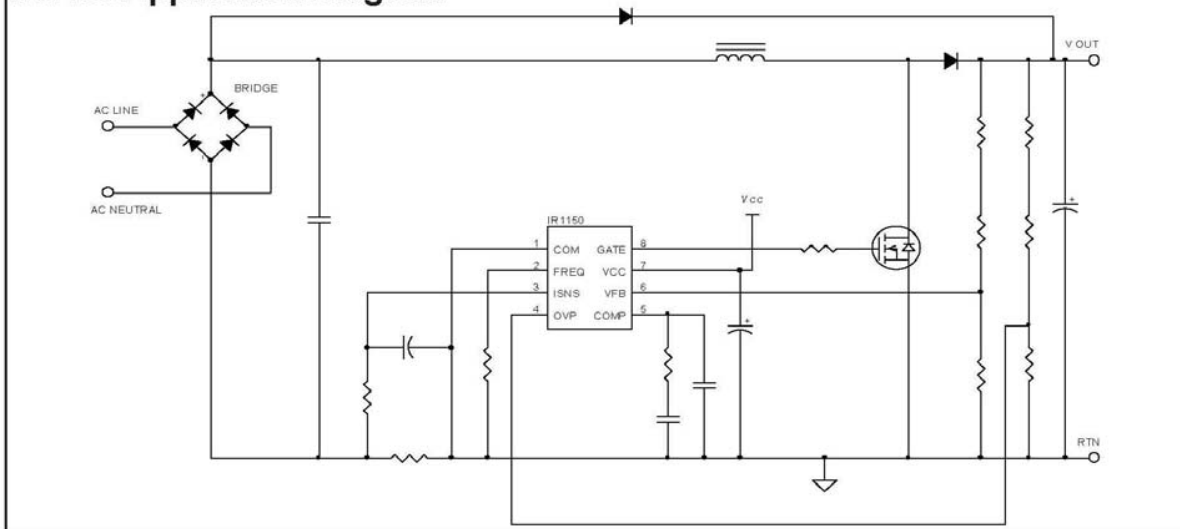 V OUT
BRIDGE
AC LINE
AC NEUTRAL
Vcc
IR1150
1 COM GATE 8
2 FREQ VCC 7
3 ISNS VFB 6
4 OVP COMP 5
RTN